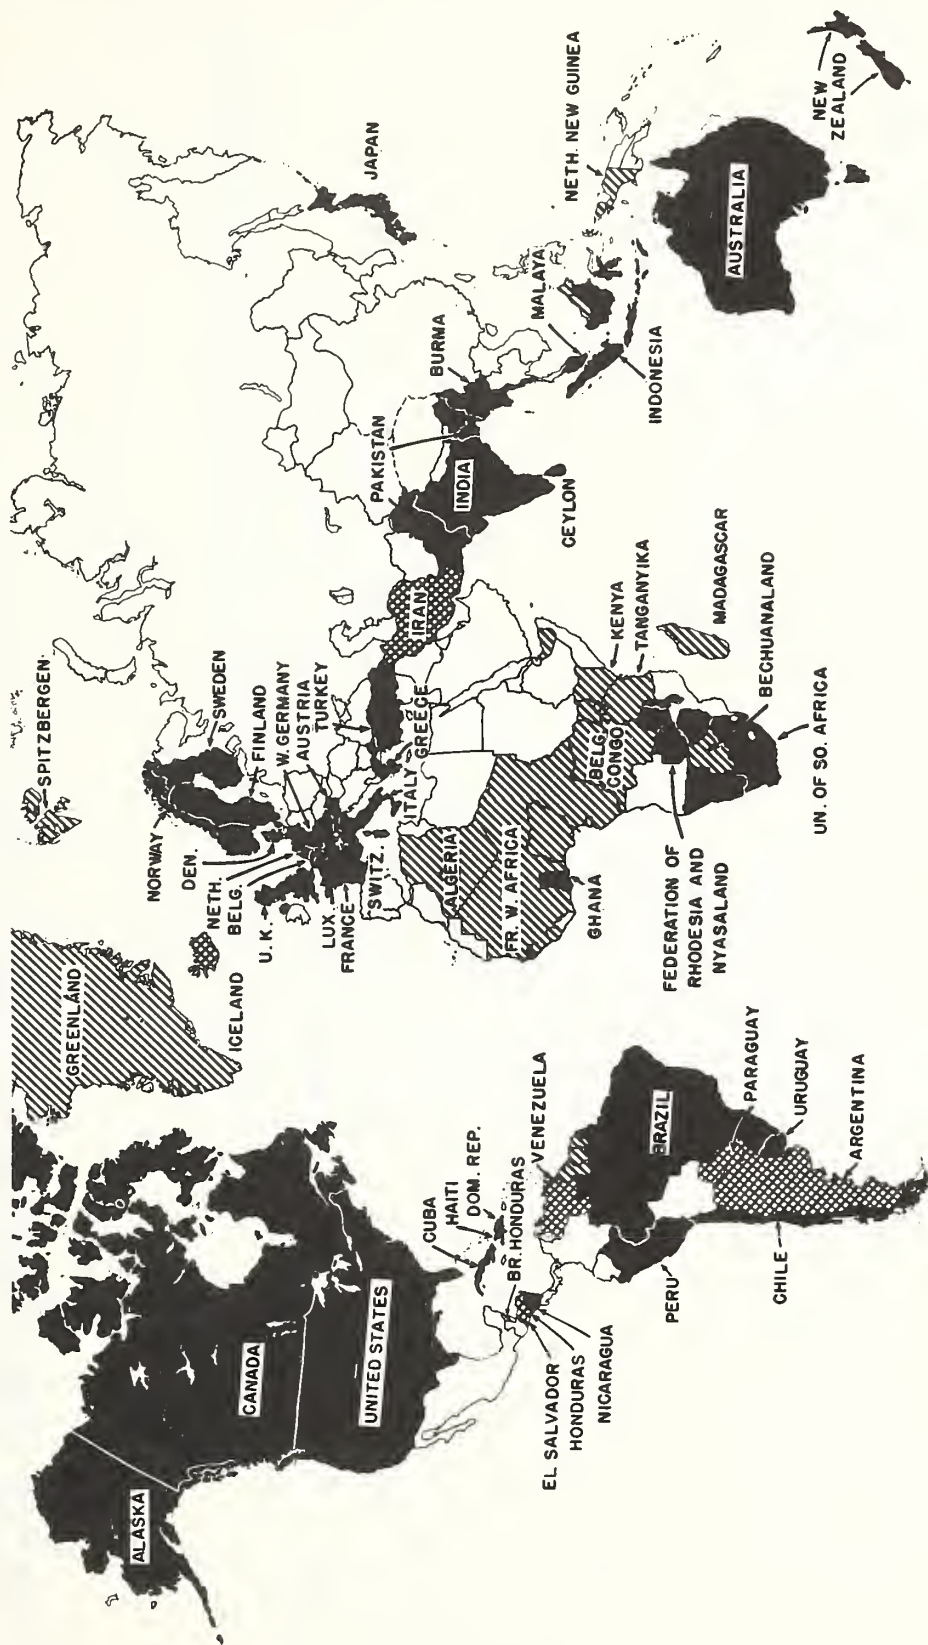 ALASKA
CANADA
UNITED STATES
GREENLAND
ICELAND
SPITZBERGEN
NORWAY
SWEDEN
DEN.
FINLAND
NETH.
BELG.
U.K.
W. GERMANY
AUSTRIA
TURKEY
LUX.
FRANCE
SWITZ.
ITALY
GREECE
IRAN
PAKISTAN
INDIA
BURMA
CEYLON
JAPAN
MALAYA
INDONESIA
NETH. NEW GUINEA
AUSTRALIA
NEW
ZEALAND
CUBA
HAITI
DOM. REP.
BR. HONDURAS
EL SALVADOR
HONDURAS
NICARAGUA
VENEZUELA
BRAZIL
PERU
CHILE
PARAGUAY
URUGUAY
ARGENTINA
ALGERIA
FR. W. AFRICA
GHANA
BELG.
CONGO
KENYA
TANGANYIKA
MADAGASCAR
FEDERATION OF
RHODESIA AND
NYASALAND
BECHUANALAND
UN. OF SO. AFRICA